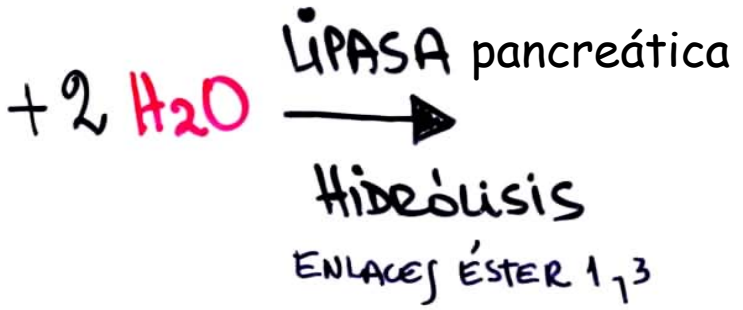 LIPASA pancreática
+2 H2O
HIDRÓLISIS
ENLACES ÉSTER 1,3